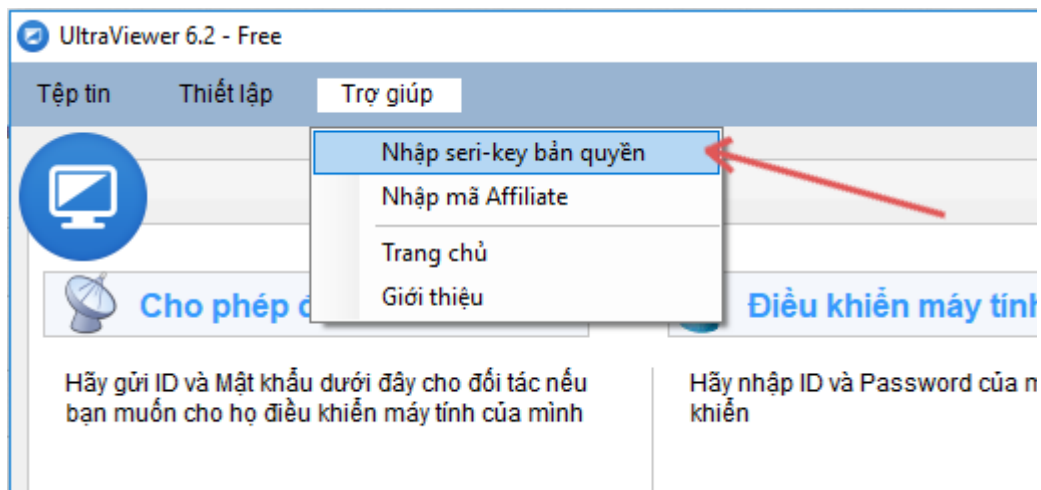 UltraViewer 6.2 - Free
Tệp tin Thiết lập Trợ giúp
Nhập seri-key bản quyền
Nhập mã Affiliate
Trang chủ
Giới thiệu
Cho phép
Điều khiển máy tính
Hãy gửi ID và Mật khẩu dưới đây cho đối tác nếu
bạn muốn cho họ điều khiển máy tính của mình
Hãy nhập ID và Password của
khiển